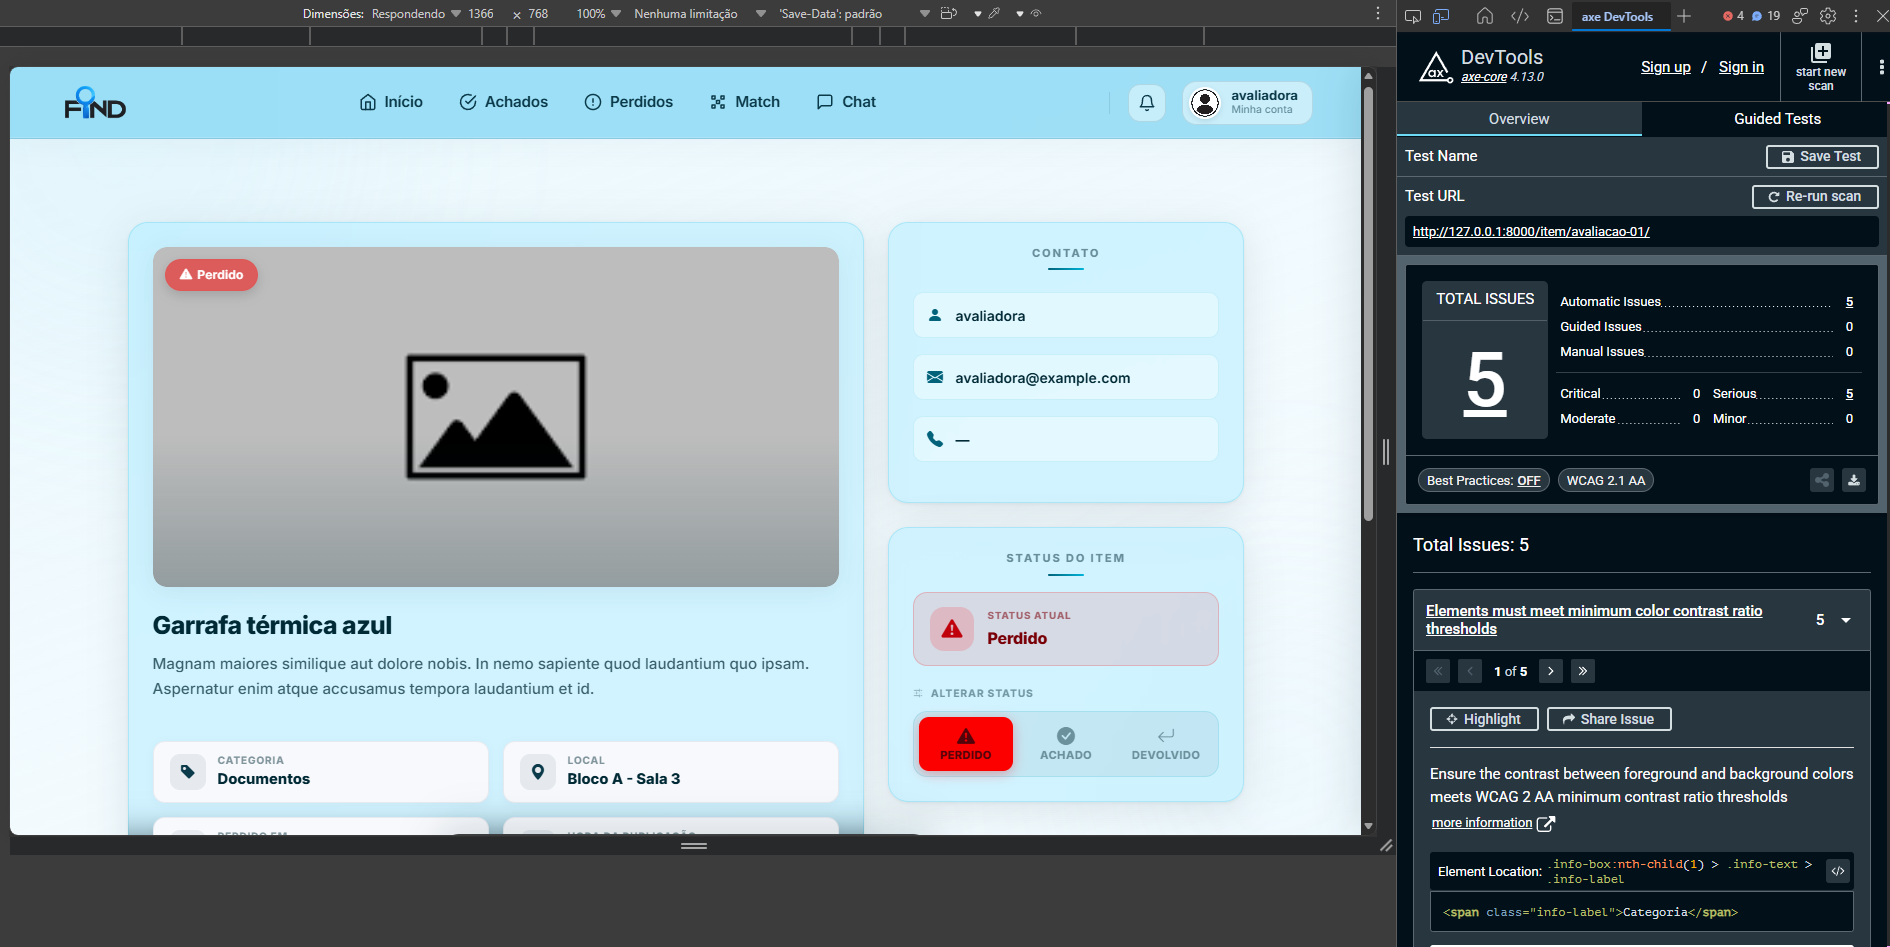 Dimensões: Respondendo 1366 x 768 100% Nenhuma limitação 'Save-Data': padrão
FIND
Início
Achados
Perdidos
Match
Chat
avaliadora
Minha conta
Perdido
Garrafa térmica azul
Magnam maiores similique aut dolore nobis. In nemo sapiente quod laudantium quo ipsam.
Aspernatur enim atque accusamus tempora laudantium et id.
CATEGORIA
Documentos
LOCAL
Bloco A - Sala 3
CONTATO
avaliadora
avaliadora@example.com
—
STATUS DO ITEM
STATUS ATUAL
Perdido
ALTERAR STATUS
PERDIDO
ACHADO
DEVOLVIDO
axe DevTools
4
19
ax
DevTools
axe-core 4.13.0
Sign up / Sign in
start new
scan
Overview
Guided Tests
Test Name
Save Test
Test URL
Re-run scan
http://127.0.0.1:8000/item/avaliacao-01/
TOTAL ISSUES
5
Automatic Issues 5
Guided Issues 0
Manual Issues 0
Critical 0 Serious 5
Moderate 0 Minor 0
Best Practices: OFF
WCAG 2.1 AA
Total Issues: 5
Elements must meet minimum color contrast ratio
thresholds
5
1 of 5
Highlight
Share Issue
Ensure the contrast between foreground and background colors
meets WCAG 2 AA minimum contrast ratio thresholds
more information
Element Location: .info-box:nth-child(1) > .info-text >
.info-label
<span class="info-label">Categoria</span>